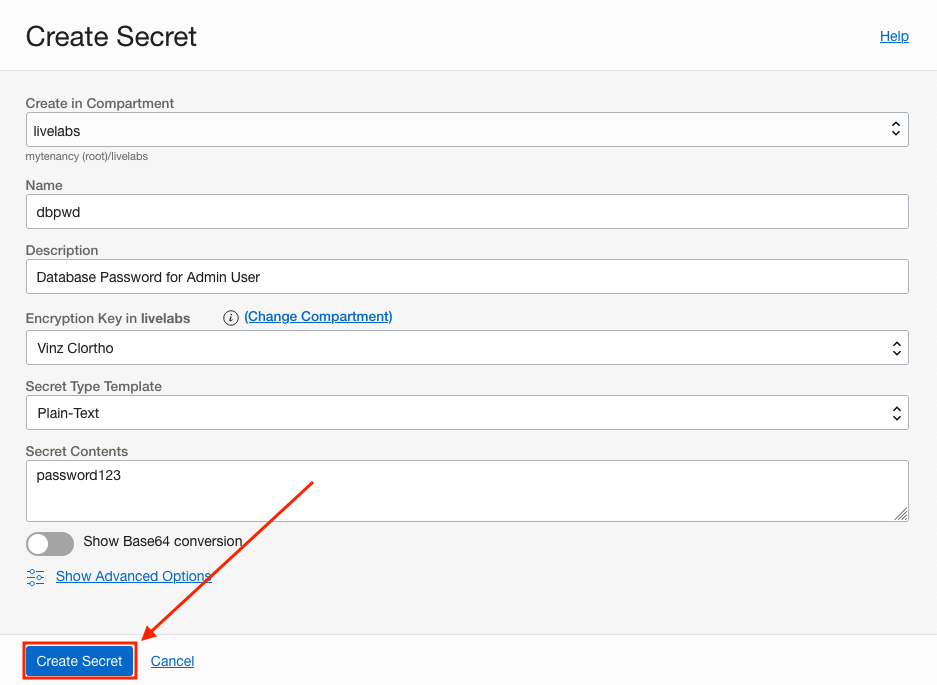 Create Secret
Help
Create in Compartment
livelabs
mytenancy (root)/livelabs
Name
dbpwd
Description
Database Password for Admin User
Encryption Key in livelabs i (Change Compartment)
Vinz Clortho
Secret Type Template
Plain-Text
Secret Contents
password123
Show Base64 conversion
Show Advanced Options
Create Secret Cancel